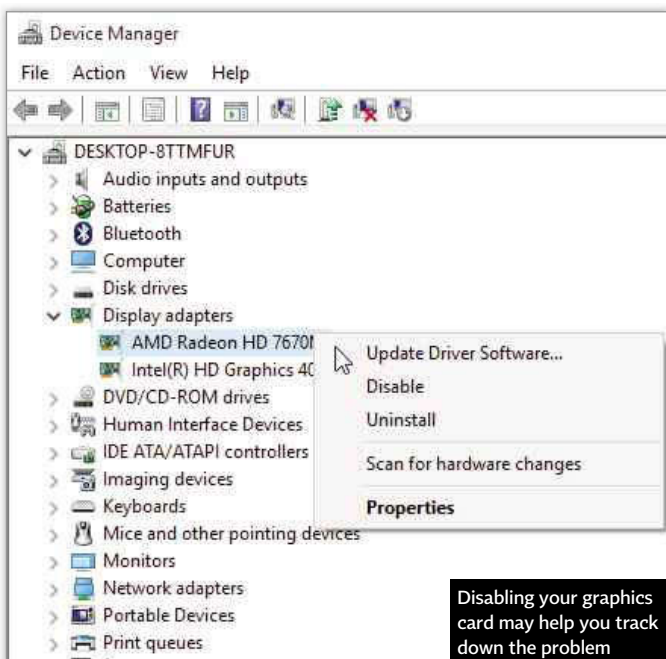 Device Manager
File Action View Help
DESKTOP-8TTMFUR
Audio inputs and outputs
Batteries
Bluetooth
Computer
Disk drives
Display adapters
AMD Radeon HD 7670
Intel(R) HD Graphics 40
DVD/CD-ROM drives
Human Interface Devices
IDE ATA/ATAPI controllers
Imaging devices
Keyboards
Mice and other pointing devices
Monitors
Network adapters
Portable Devices
Print queues
Update Driver Software...
Disable
Uninstall
Scan for hardware changes
Properties
Disabling your graphics
card may help you track
down the problem